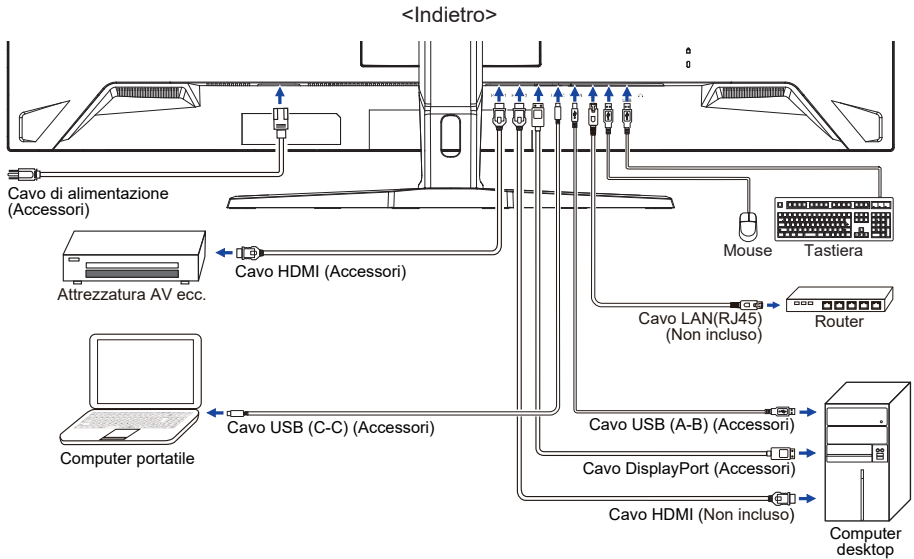 <Indietro>
Cavo di alimentazione
(Accessori)
Cavo HDMI (Accessori)
Attrezzatura AV ecc.
Mouse
Tastiera
Cavo LAN(RJ45)
(Non incluso)
Router
Cavo USB (C-C) (Accessori)
Computer portatile
Cavo USB (A-B) (Accessori)
Cavo DisplayPort (Accessori)
Cavo HDMI (Non incluso)
Computer
desktop